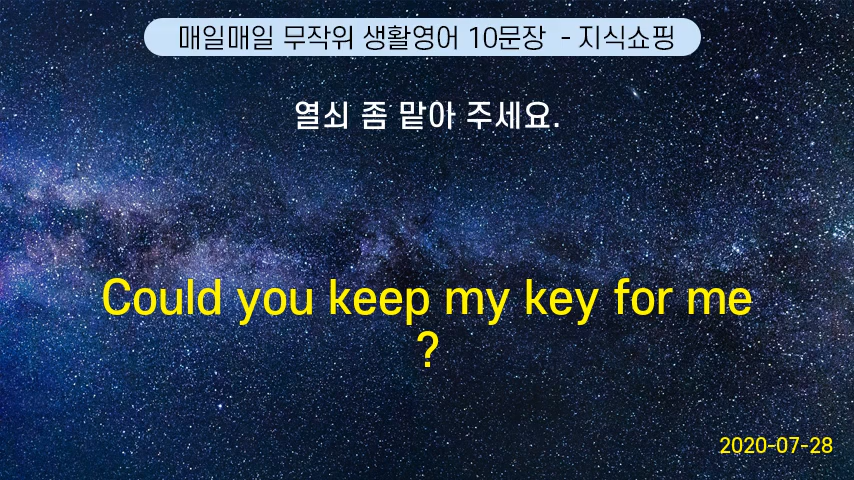 매일매일 무작위 생활영어 10문장 - 지식쇼핑
열쇠 좀 맡아 주세요.
Could you keep my key for me
?
2020-07-28